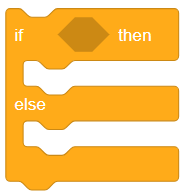 if then
else